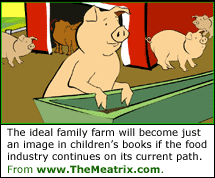 The ideal family farm will become just
an image in children's books if the food
industry continues on its current path.
From www.TheMeatrix.com.